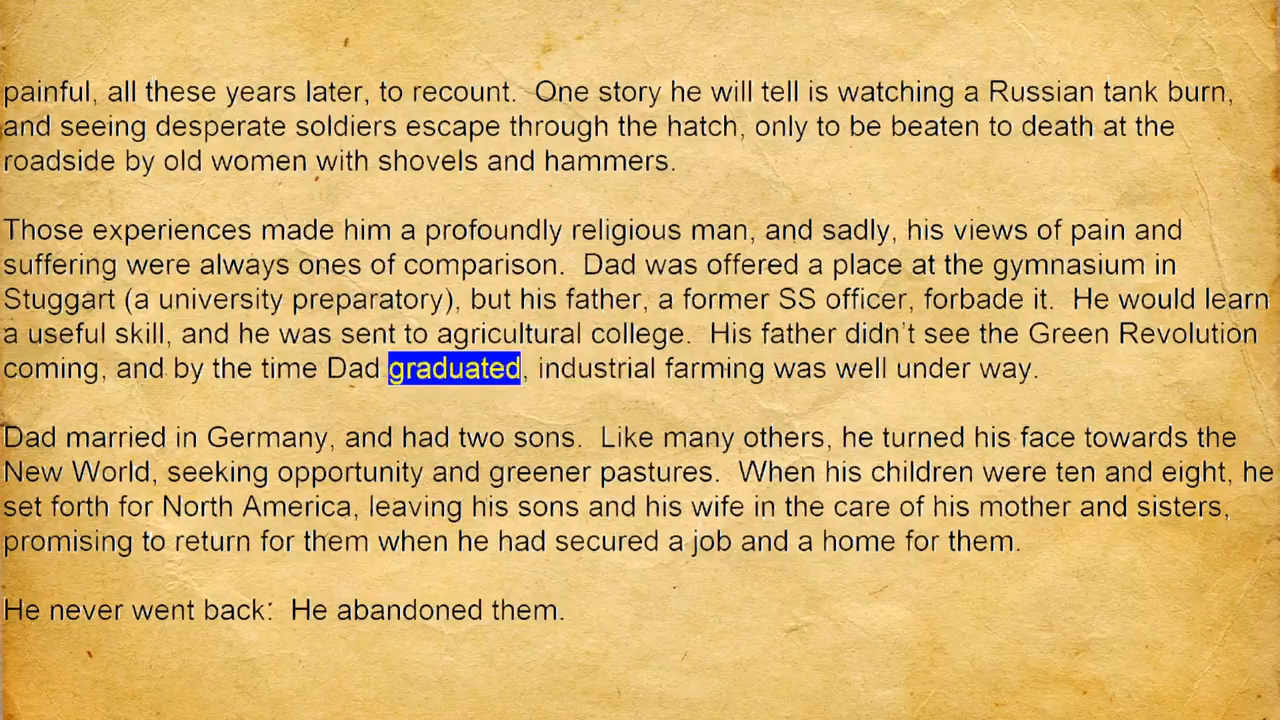 painful, all these years later, to recount.  One story he will tell is watching a Russian tank burn,
and seeing desperate soldiers escape through the hatch, only to be beaten to death at the
roadside by old women with shovels and hammers.
Those experiences made him a profoundly religious man, and sadly, his views of pain and
suffering were always ones of comparison.  Dad was offered a place at the gymnasium in
Stuggart (a university preparatory), but his father, a former SS officer, forbade it.  He would learn
a useful skill, and he was sent to agricultural college.  His father didn't see the Green Revolution
coming, and by the time Dad graduated, industrial farming was well under way.
Dad married in Germany, and had two sons.  Like many others, he turned his face towards the
New World, seeking opportunity and greener pastures.  When his children were ten and eight, he
set forth for North America, leaving his sons and his wife in the care of his mother and sisters,
promising to return for them when he had secured a job and a home for them.
He never went back:  He abandoned them.